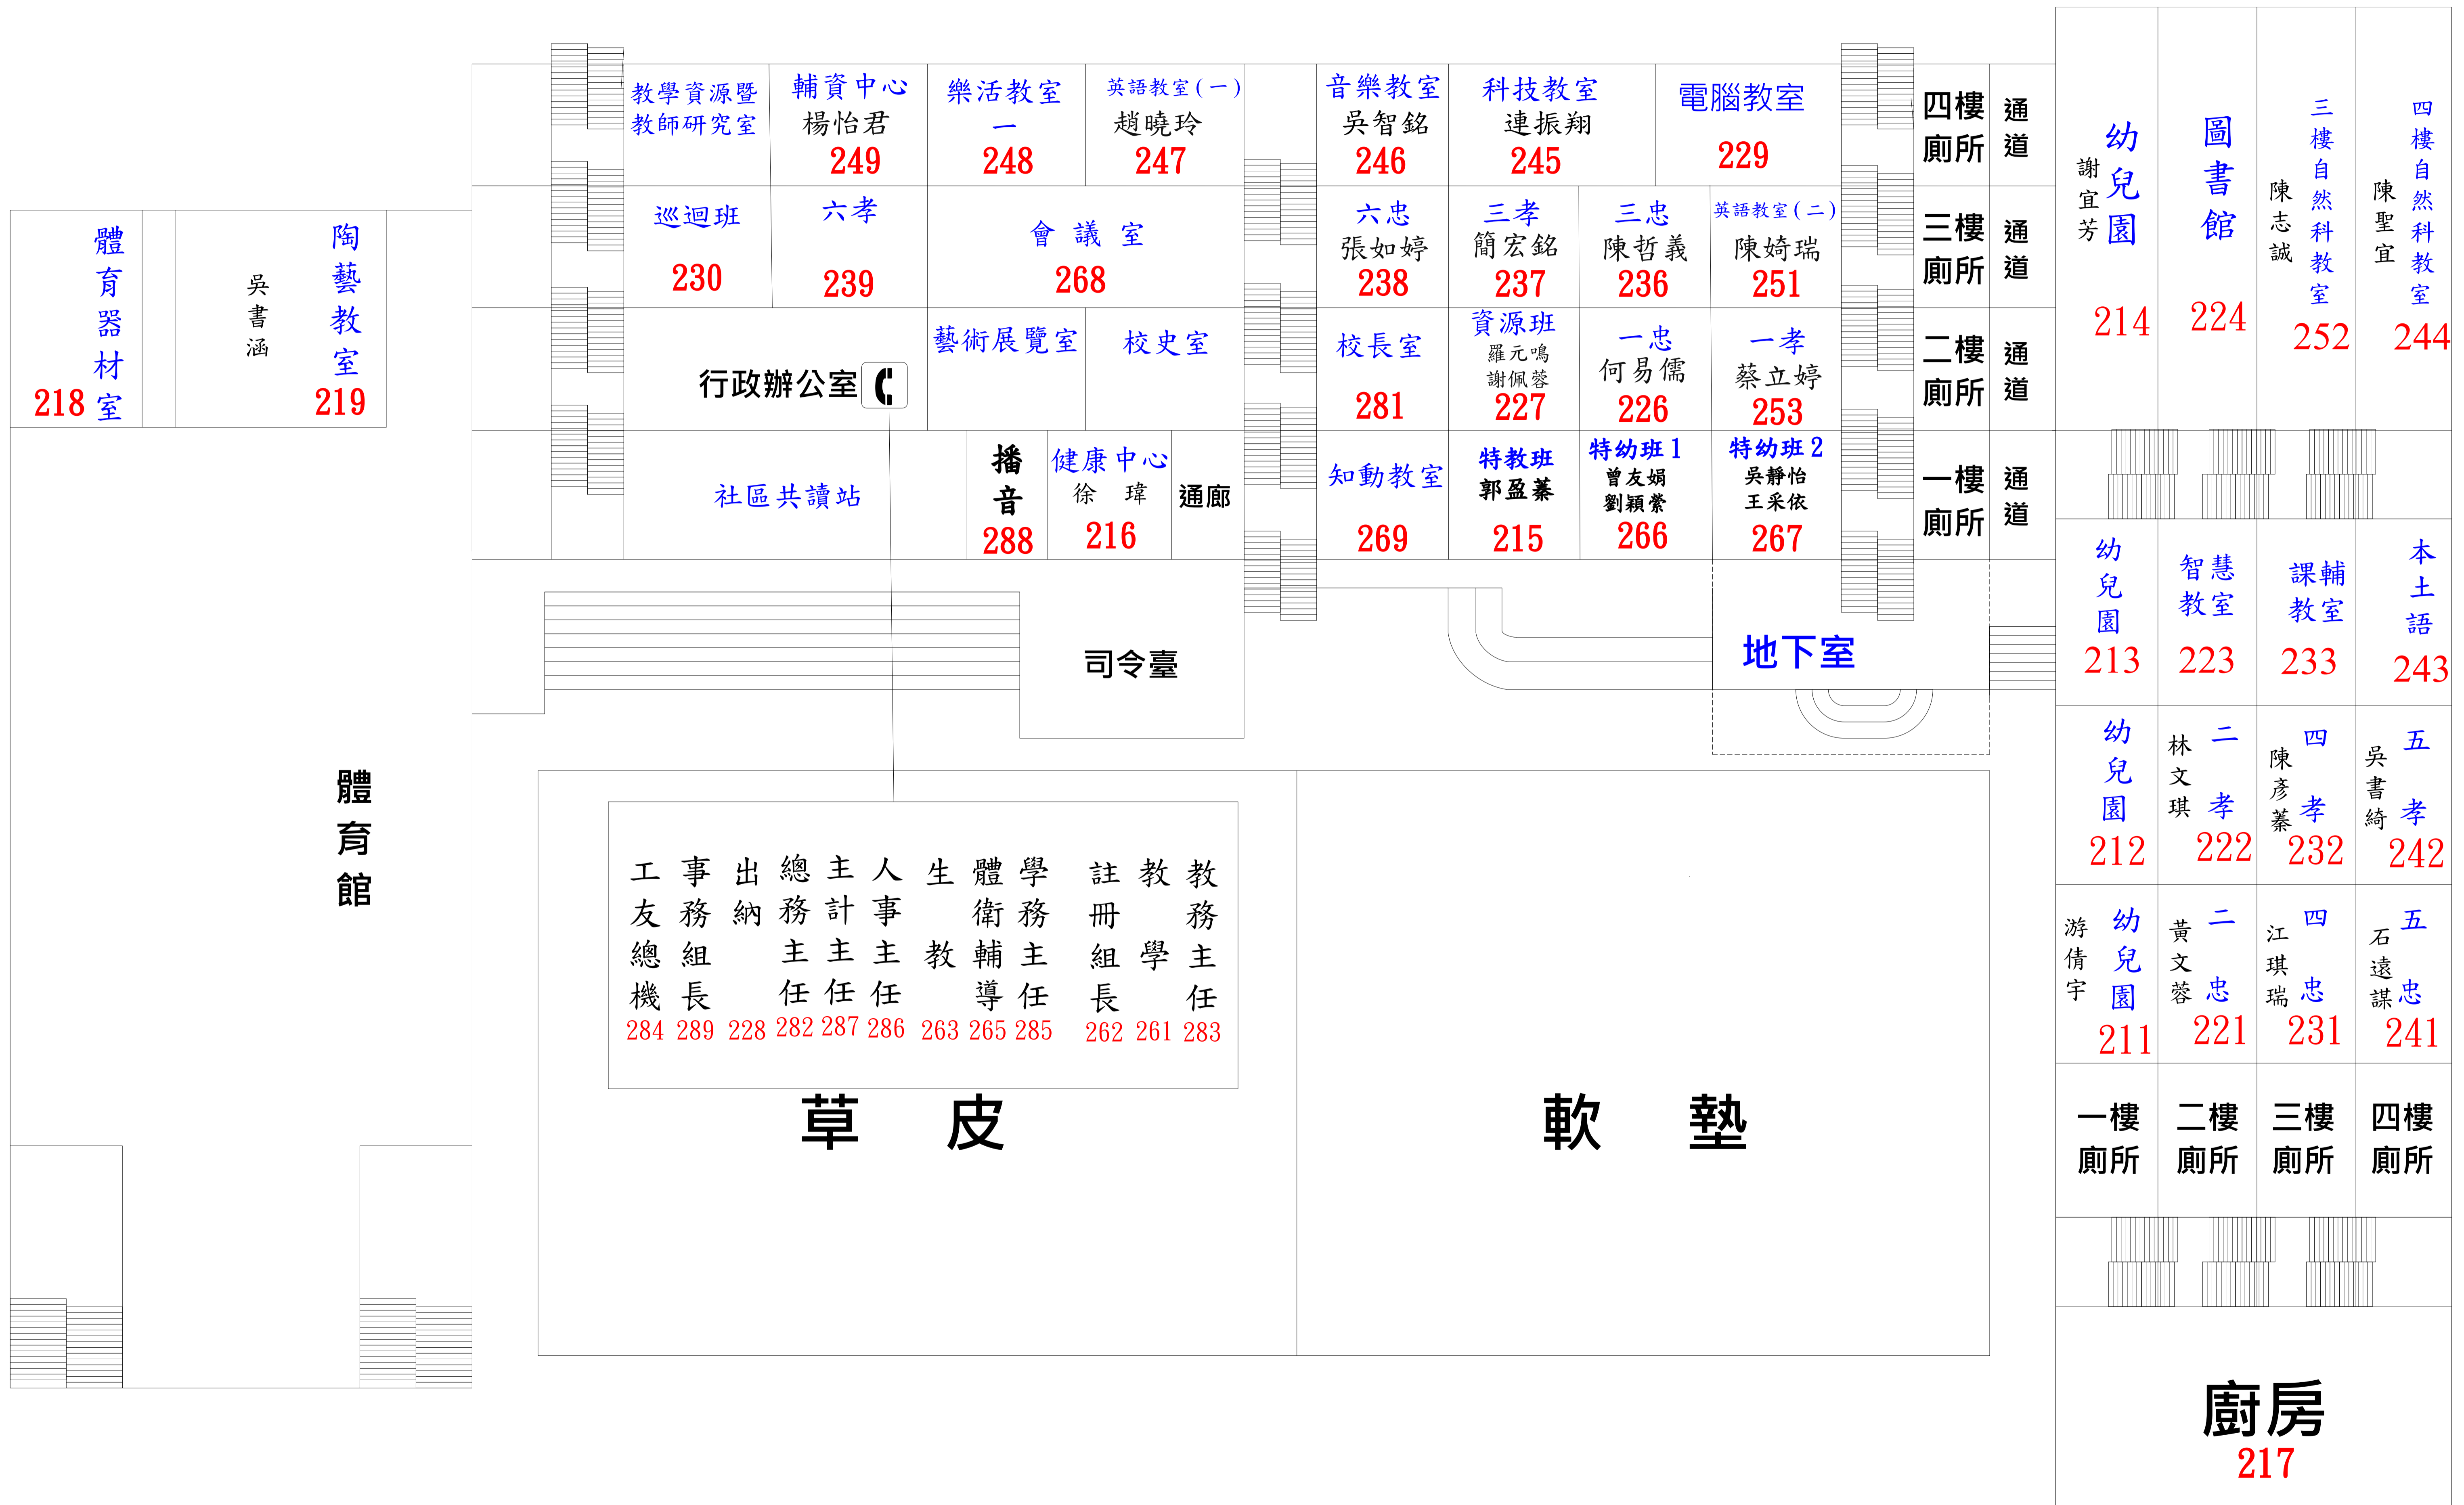 體育器材室
218
吳書涵
陶藝教室
219
體育館
教學資源暨
教師研究室
輔資中心
楊怡君
249
樂活教室
一
248
英語教室(一)
趙曉玲
247
音樂教室
吳智銘
246
科技教室
連振翔
245
電腦教室
229
四樓
廁所
通道
巡迴班
230
六孝
239
會議室
268
六忠
張如婷
238
三孝
簡宏銘
237
三忠
陳哲義
236
英語教室(二)
陳婍瑞
251
三樓
廁所
通道
行政辦公室
藝術展覽室
校史室
校長室
281
資源班
羅元鳴
謝佩蓉
227
一忠
何易儒
226
一孝
蔡立婷
253
二樓
廁所
通道
社區共讀站
播音
288
健康中心
徐 瑋
216
通廊
知動教室
269
特教班
郭盈蓁
215
特幼班1
曾友娟
劉穎縈
266
特幼班2
吳靜怡
王采依
267
一樓
廁所
通道
司令臺
地下室
工友總機
284
事務組長
289
出納
228
總務主任
282
主計主任
287
人事主任
286
生教
263
體衛輔導
265
學務主任
285
註冊組長
262
教學
261
教務主任
283
草皮
軟墊
幼兒園
謝宜芳
214
圖書館
224
三樓自然科教室
陳志誠
252
四樓自然科教室
陳聖宜
244
幼兒園
213
智慧
教室
223
課輔
教室
233
本土語
243
幼兒園
212
二孝
林文琪
222
四孝
陳彥蓁
232
五孝
吳書綺
242
幼兒園
游倩宇
211
二忠
黃文蓉
221
四忠
江琪瑞
231
五忠
石遠謀
241
一樓
廁所
二樓
廁所
三樓
廁所
四樓
廁所
廚房
217